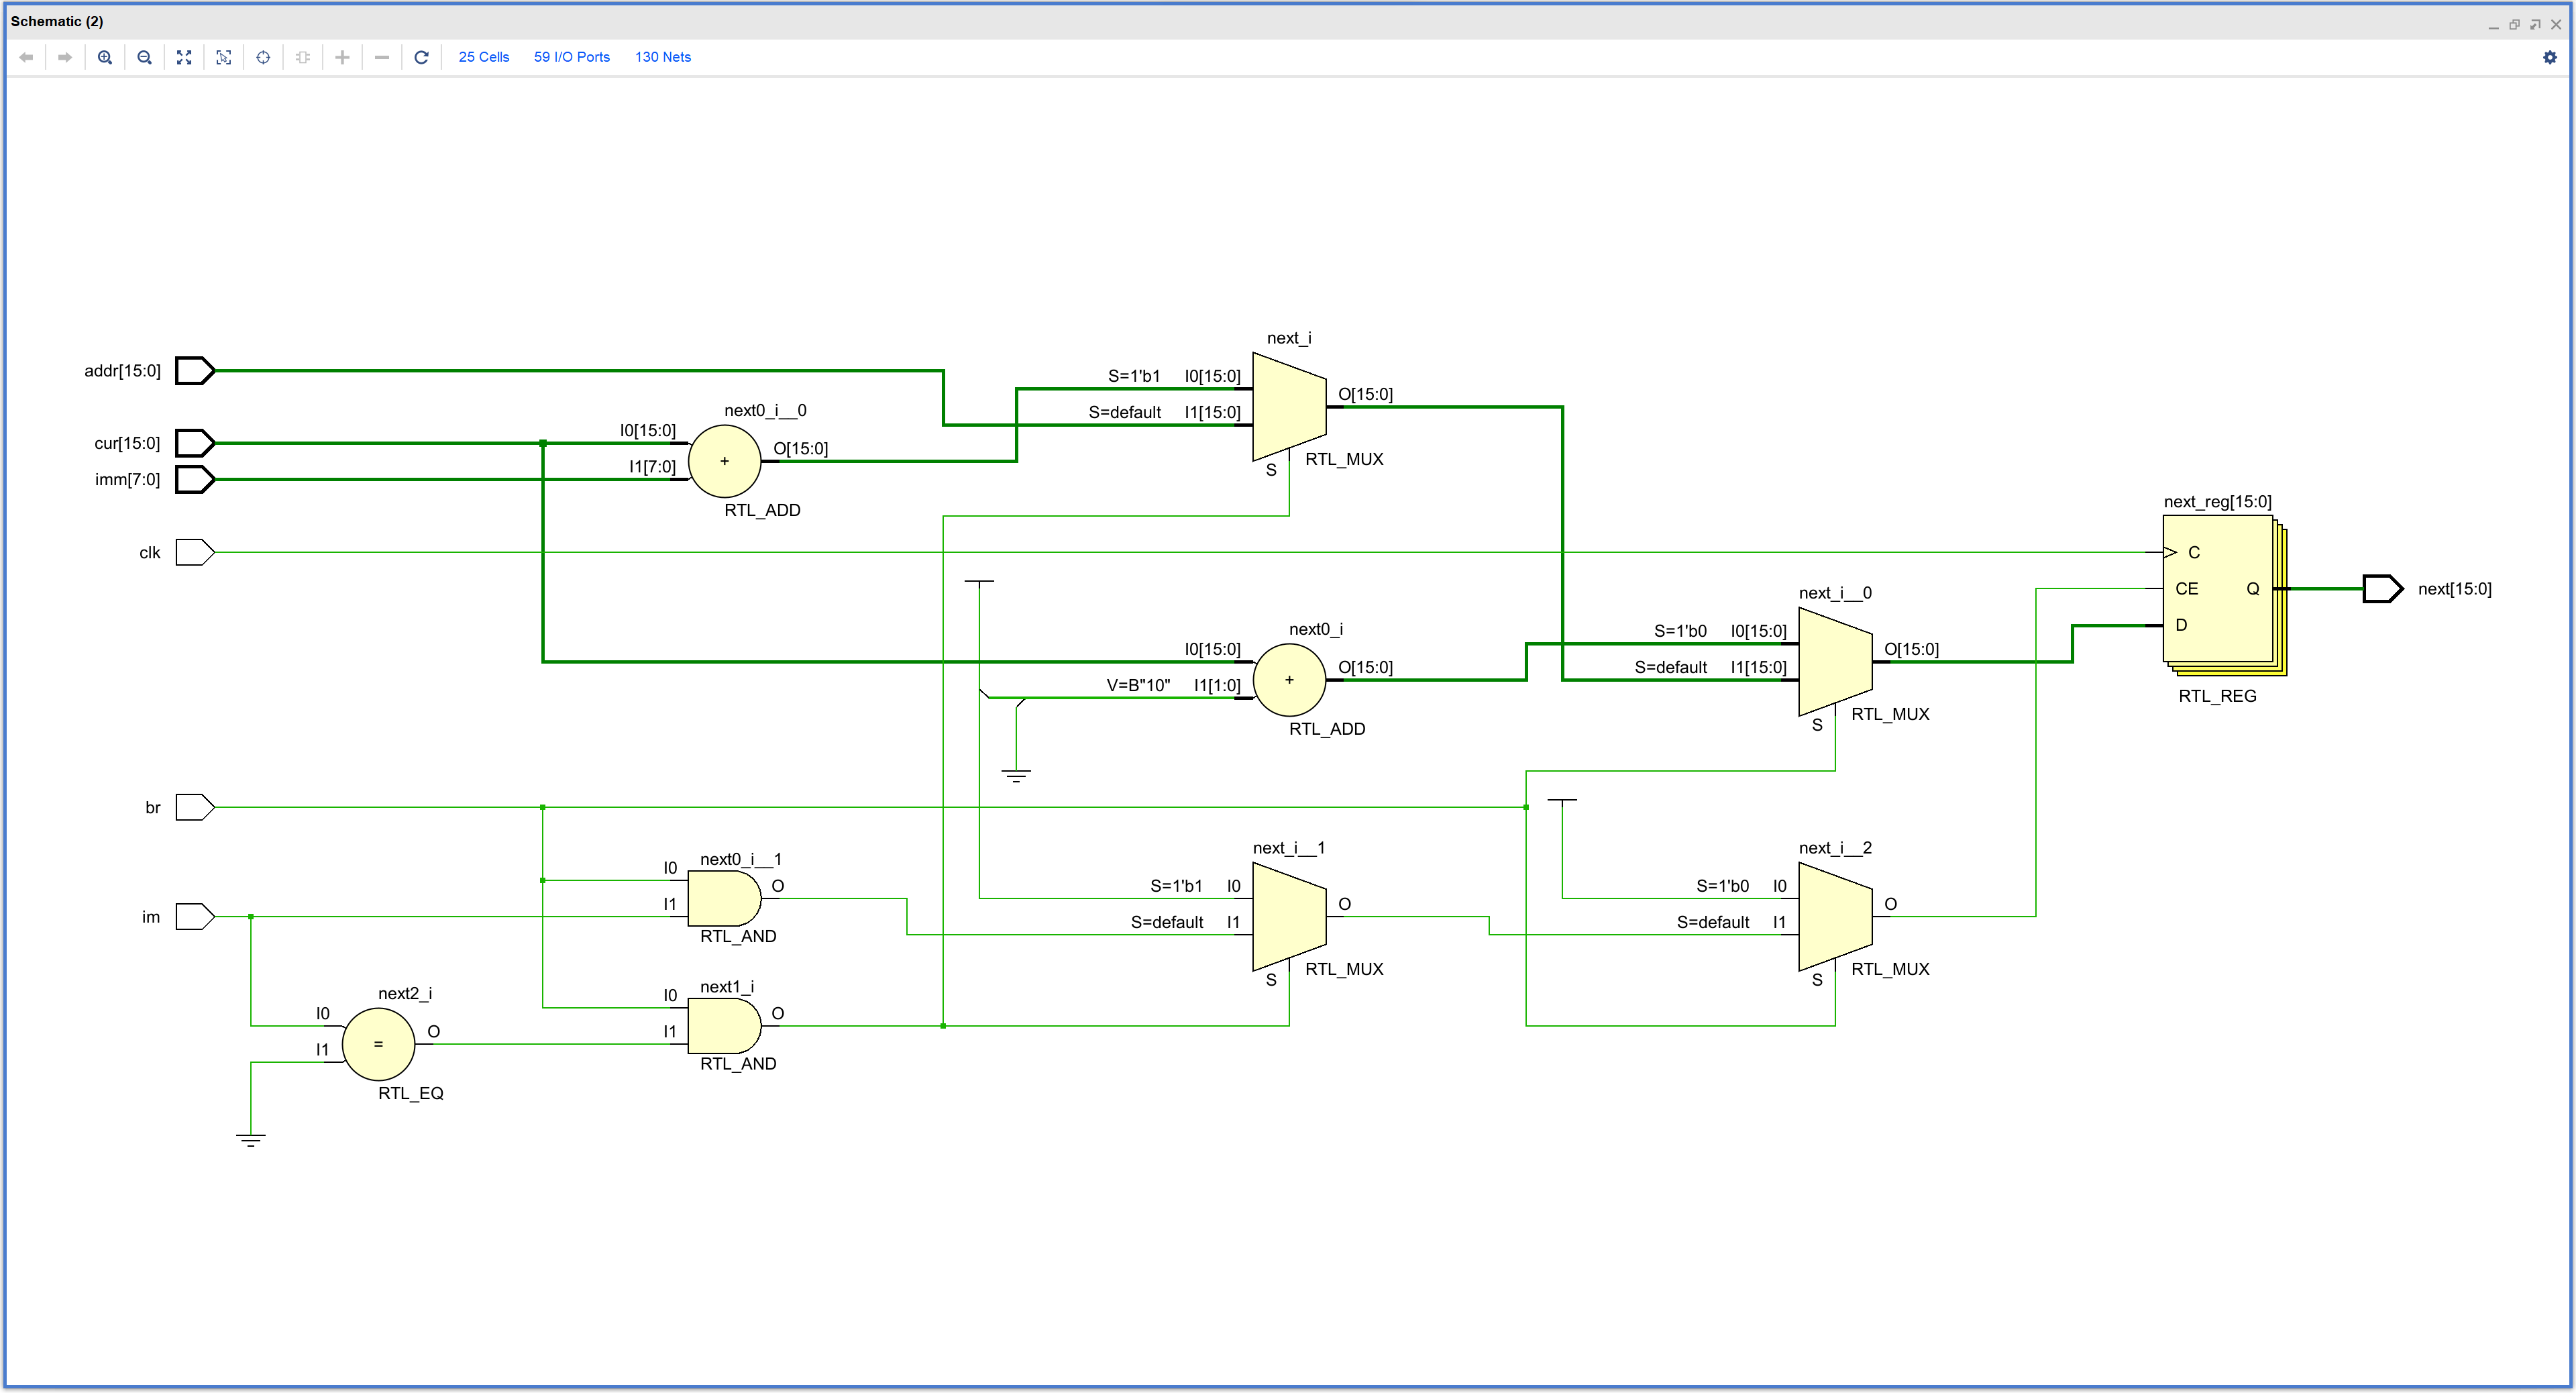 Schematic (2)
25 Cells 59 I/O Ports 130 Nets
next_i
addr[15:0]
S=1'b1 I0[15:0]
O[15:0]
S=default I1[15:0]
next0_i__0
cur[15:0]
I0[15:0]
O[15:0]
+
I1[7:0]
imm[7:0]
RTL_MUX
S
RTL_ADD
next_reg[15:0]
clk
C
CE
Q
next[15:0]
D
RTL_REG
next_i__0
next0_i
S=1'b0 I0[15:0]
O[15:0]
S=default I1[15:0]
I0[15:0]
O[15:0]
+
V=B"10" I1[1:0]
RTL_MUX
S
RTL_ADD
br
next_i__1
next_i__2
next0_i__1
I0
O
I1
im
RTL_AND
S=1'b1 I0
O
S=default I1
RTL_MUX
S
S=1'b0 I0
O
S=default I1
RTL_MUX
S
next1_i
I0
O
I1
RTL_AND
next2_i
I0
O
=
I1
RTL_EQ